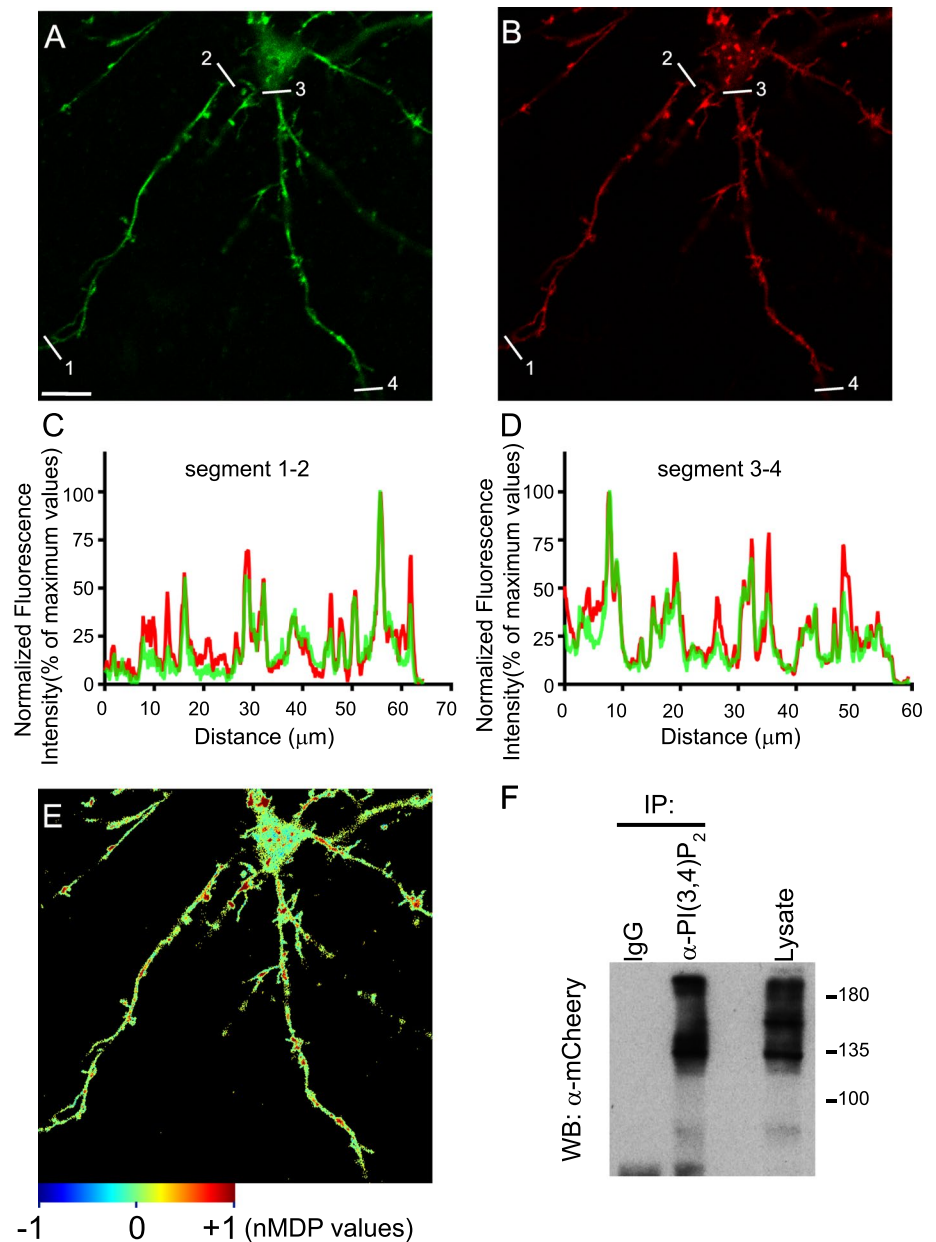 A
2
3
1
4
B
2
3
1
4
C
segment 1-2
Normalized Fluorescence
Intensity(% of maximum values)
100
75
50
25
0
0 10 20 30 40 50 60 70
Distance (μm)
D
segment 3-4
Normalized Fluorescence
Intensity(% of maximum values)
100
75
50
25
0
0 10 20 30 40 50 60
Distance (μm)
E
-1 0 +1 (nMDP values)
F
IP:
IgG
α-PI(3,4)P2
Lysate
WB: α-mCheery
180
135
100